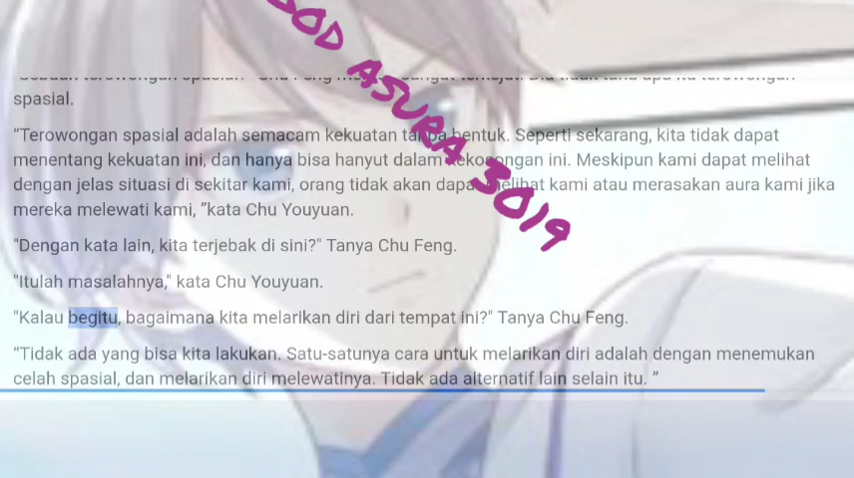 GOD ASURA 3019
spasial.
“Terowongan spasial adalah semacam kekuatan tanpa bentuk. Seperti sekarang, kita tidak dapat
menentang kekuatan ini, dan hanya bisa hanyut dalam kekosongan ini. Meskipun kami dapat melihat
dengan jelas situasi di sekitar kami, orang tidak akan dapat melihat kami atau merasakan aura kami jika
mereka melewati kami, ”kata Chu Youyuan.
"Dengan kata lain, kita terjebak di sini?" Tanya Chu Feng.
"Itulah masalahnya," kata Chu Youyuan.
"Kalau begitu, bagaimana kita melarikan diri dari tempat ini?" Tanya Chu Feng.
“Tidak ada yang bisa kita lakukan. Satu-satunya cara untuk melarikan diri adalah dengan menemukan
celah spasial, dan melarikan diri melewatinya. Tidak ada alternatif lain selain itu. ”